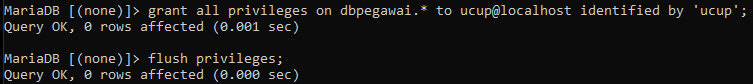 MariaDB [(none)]> grant all privileges on dbpegawai.* to ucup@localhost identified by 'ucup';
Query OK, 0 rows affected (0.001 sec)
MariaDB [(none)]> flush privileges;
Query OK, 0 rows affected (0.000 sec)